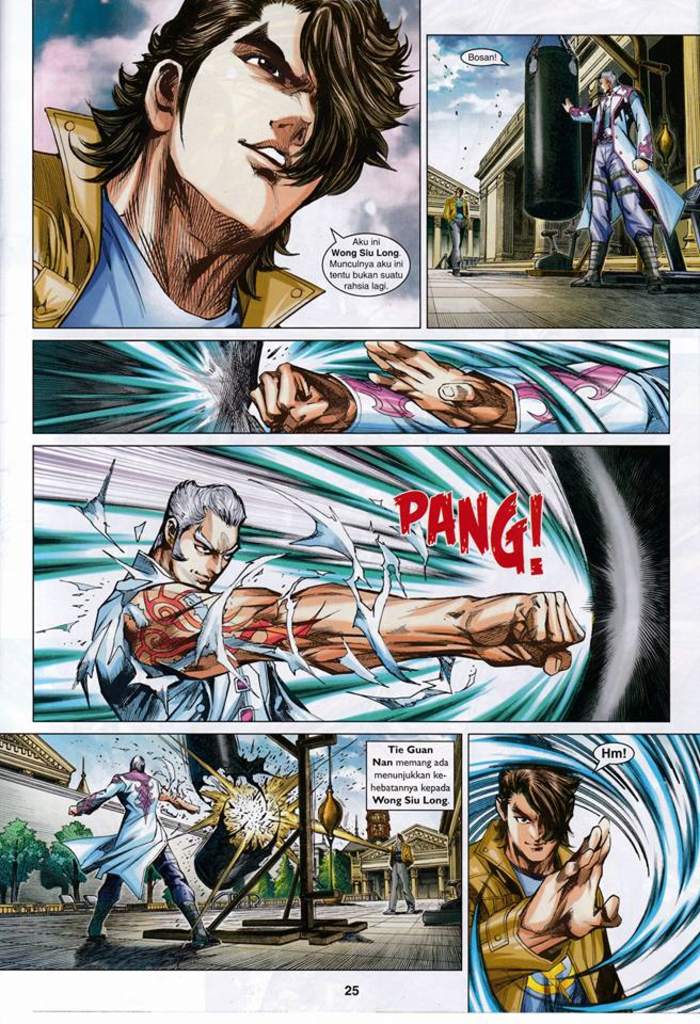 Aku ini
Wong Siu Long.
Munculnya aku ini
tentu bukan suatu
rahsia lagi.
Bosan!
PANG!
Tie Guan
Nan memang ada
menunjukkan ke-
hebatannya kepada
Wong Siu Long.
Hm!
25